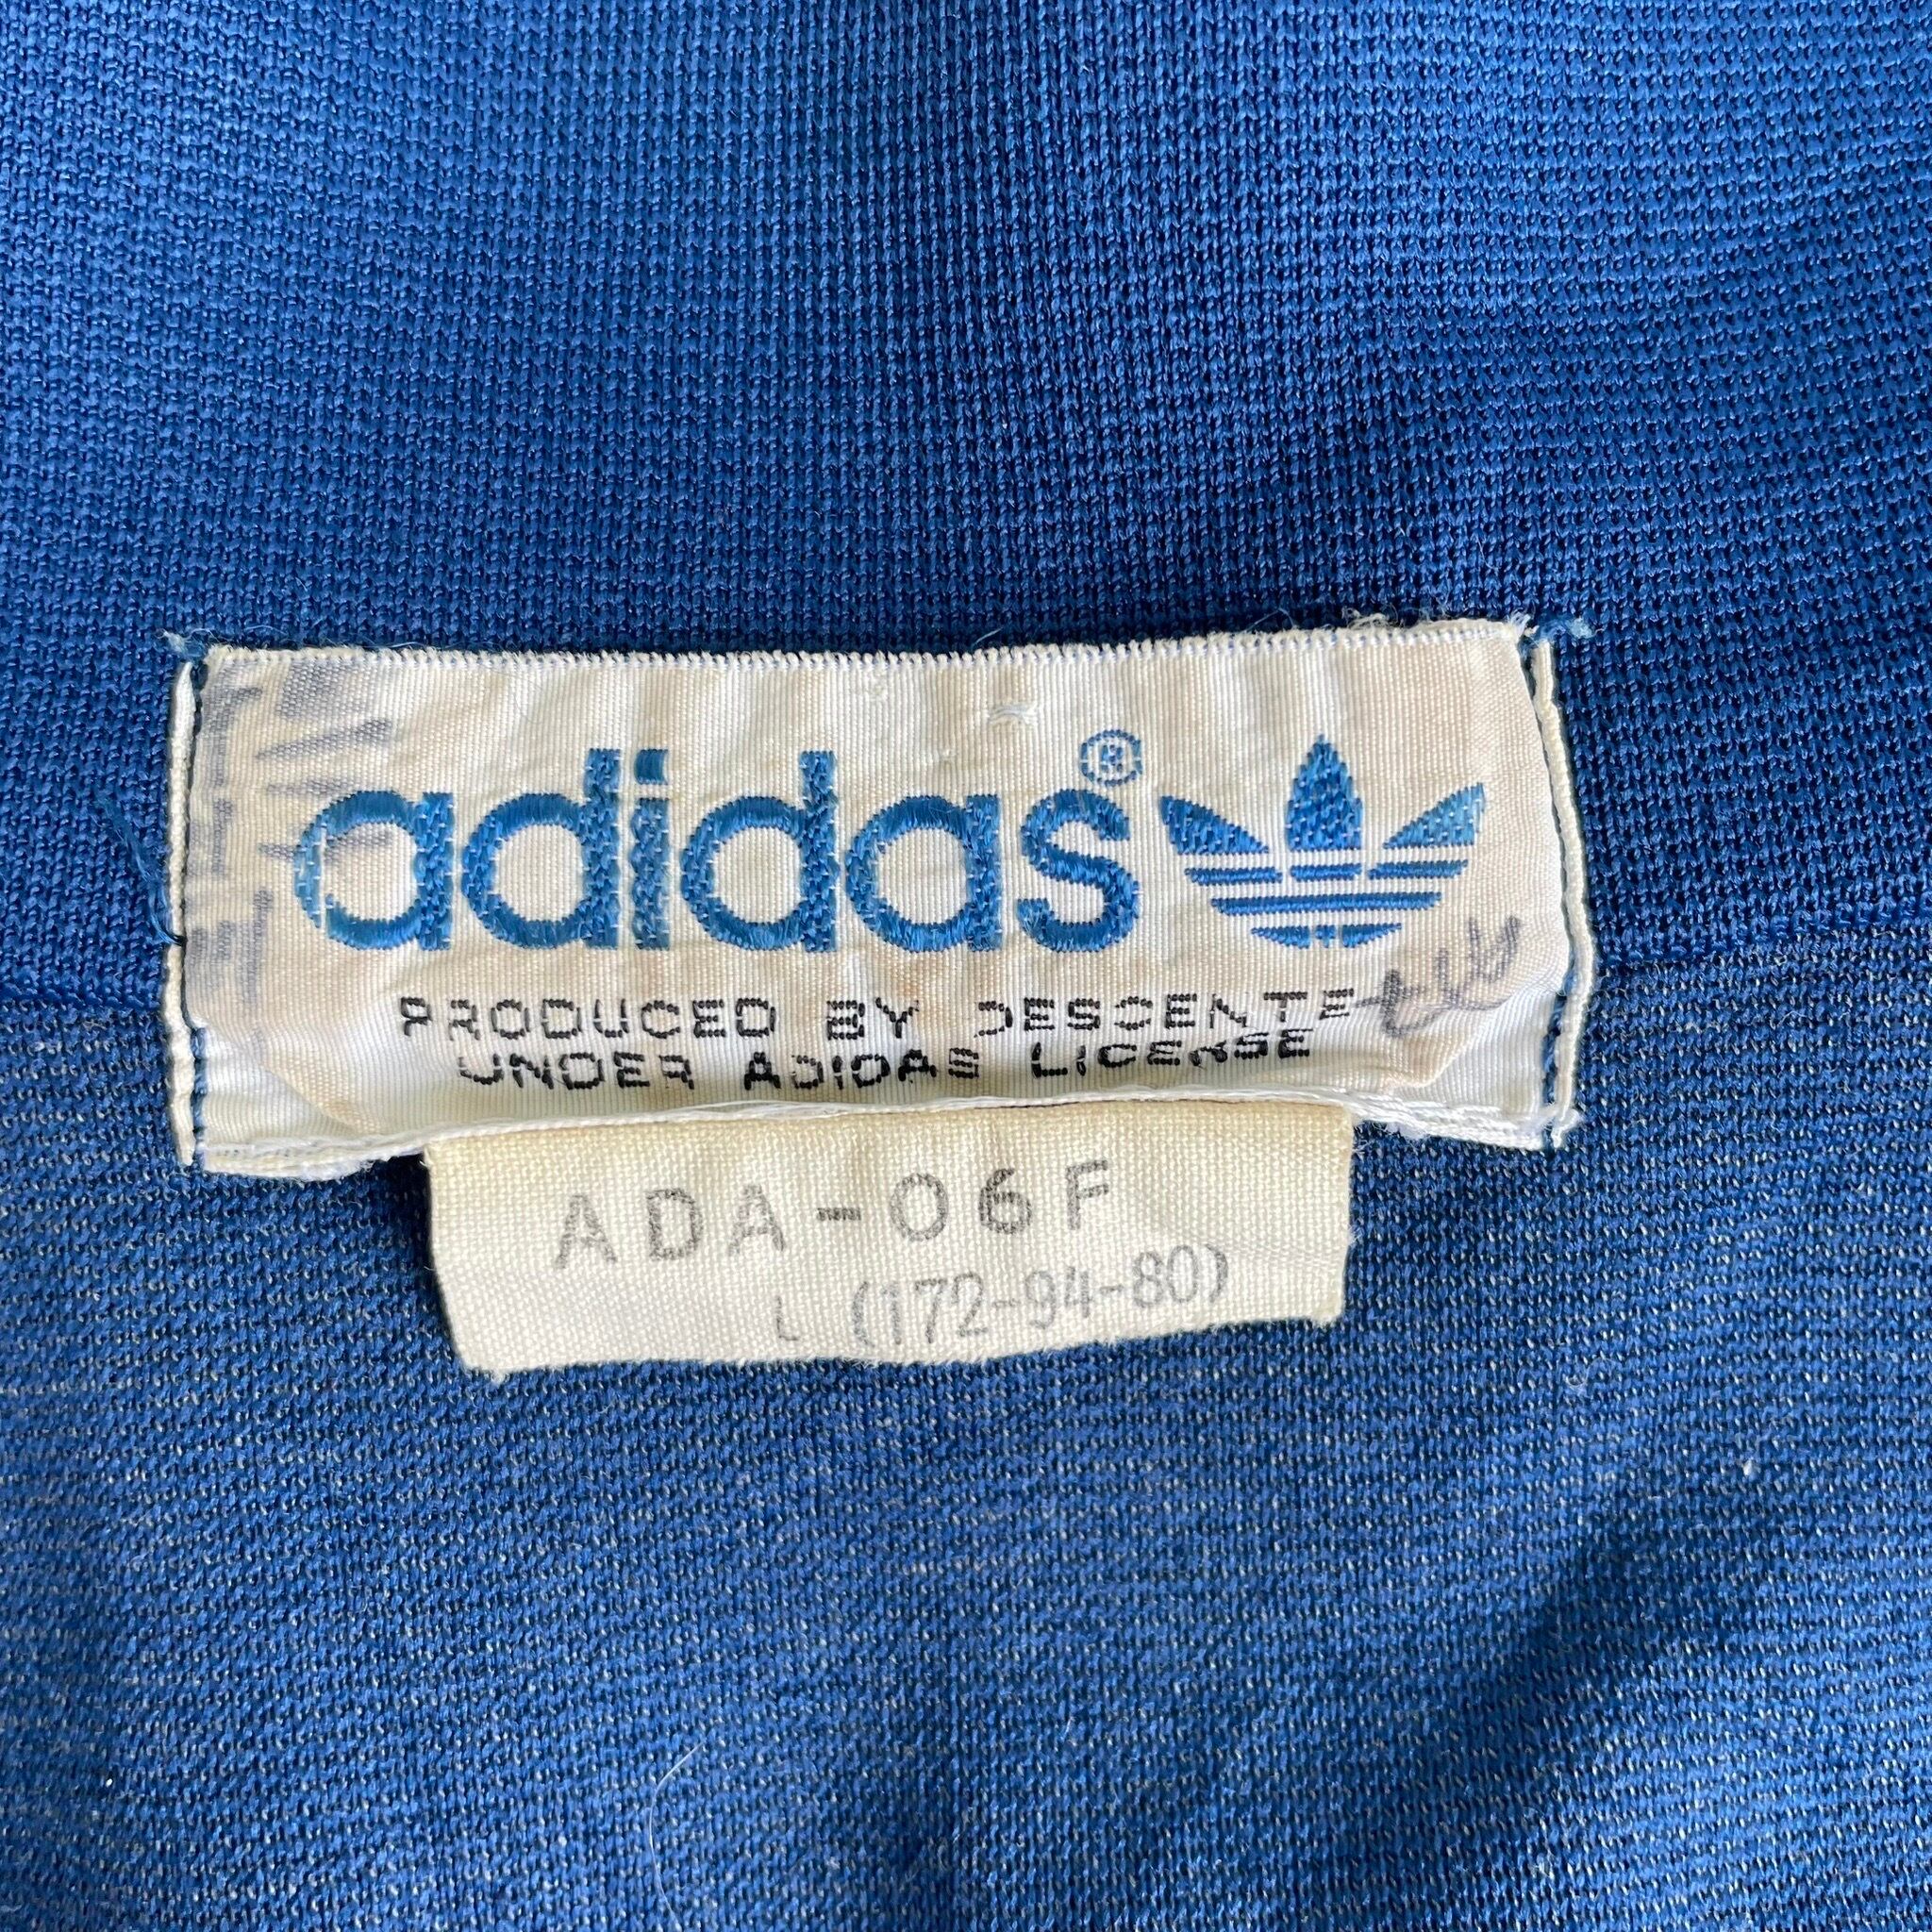 adidas®
PRODUCED BY DESCENTE
UNDER ADIDAS LICENSE
ADA-06F
L (172-94-80)